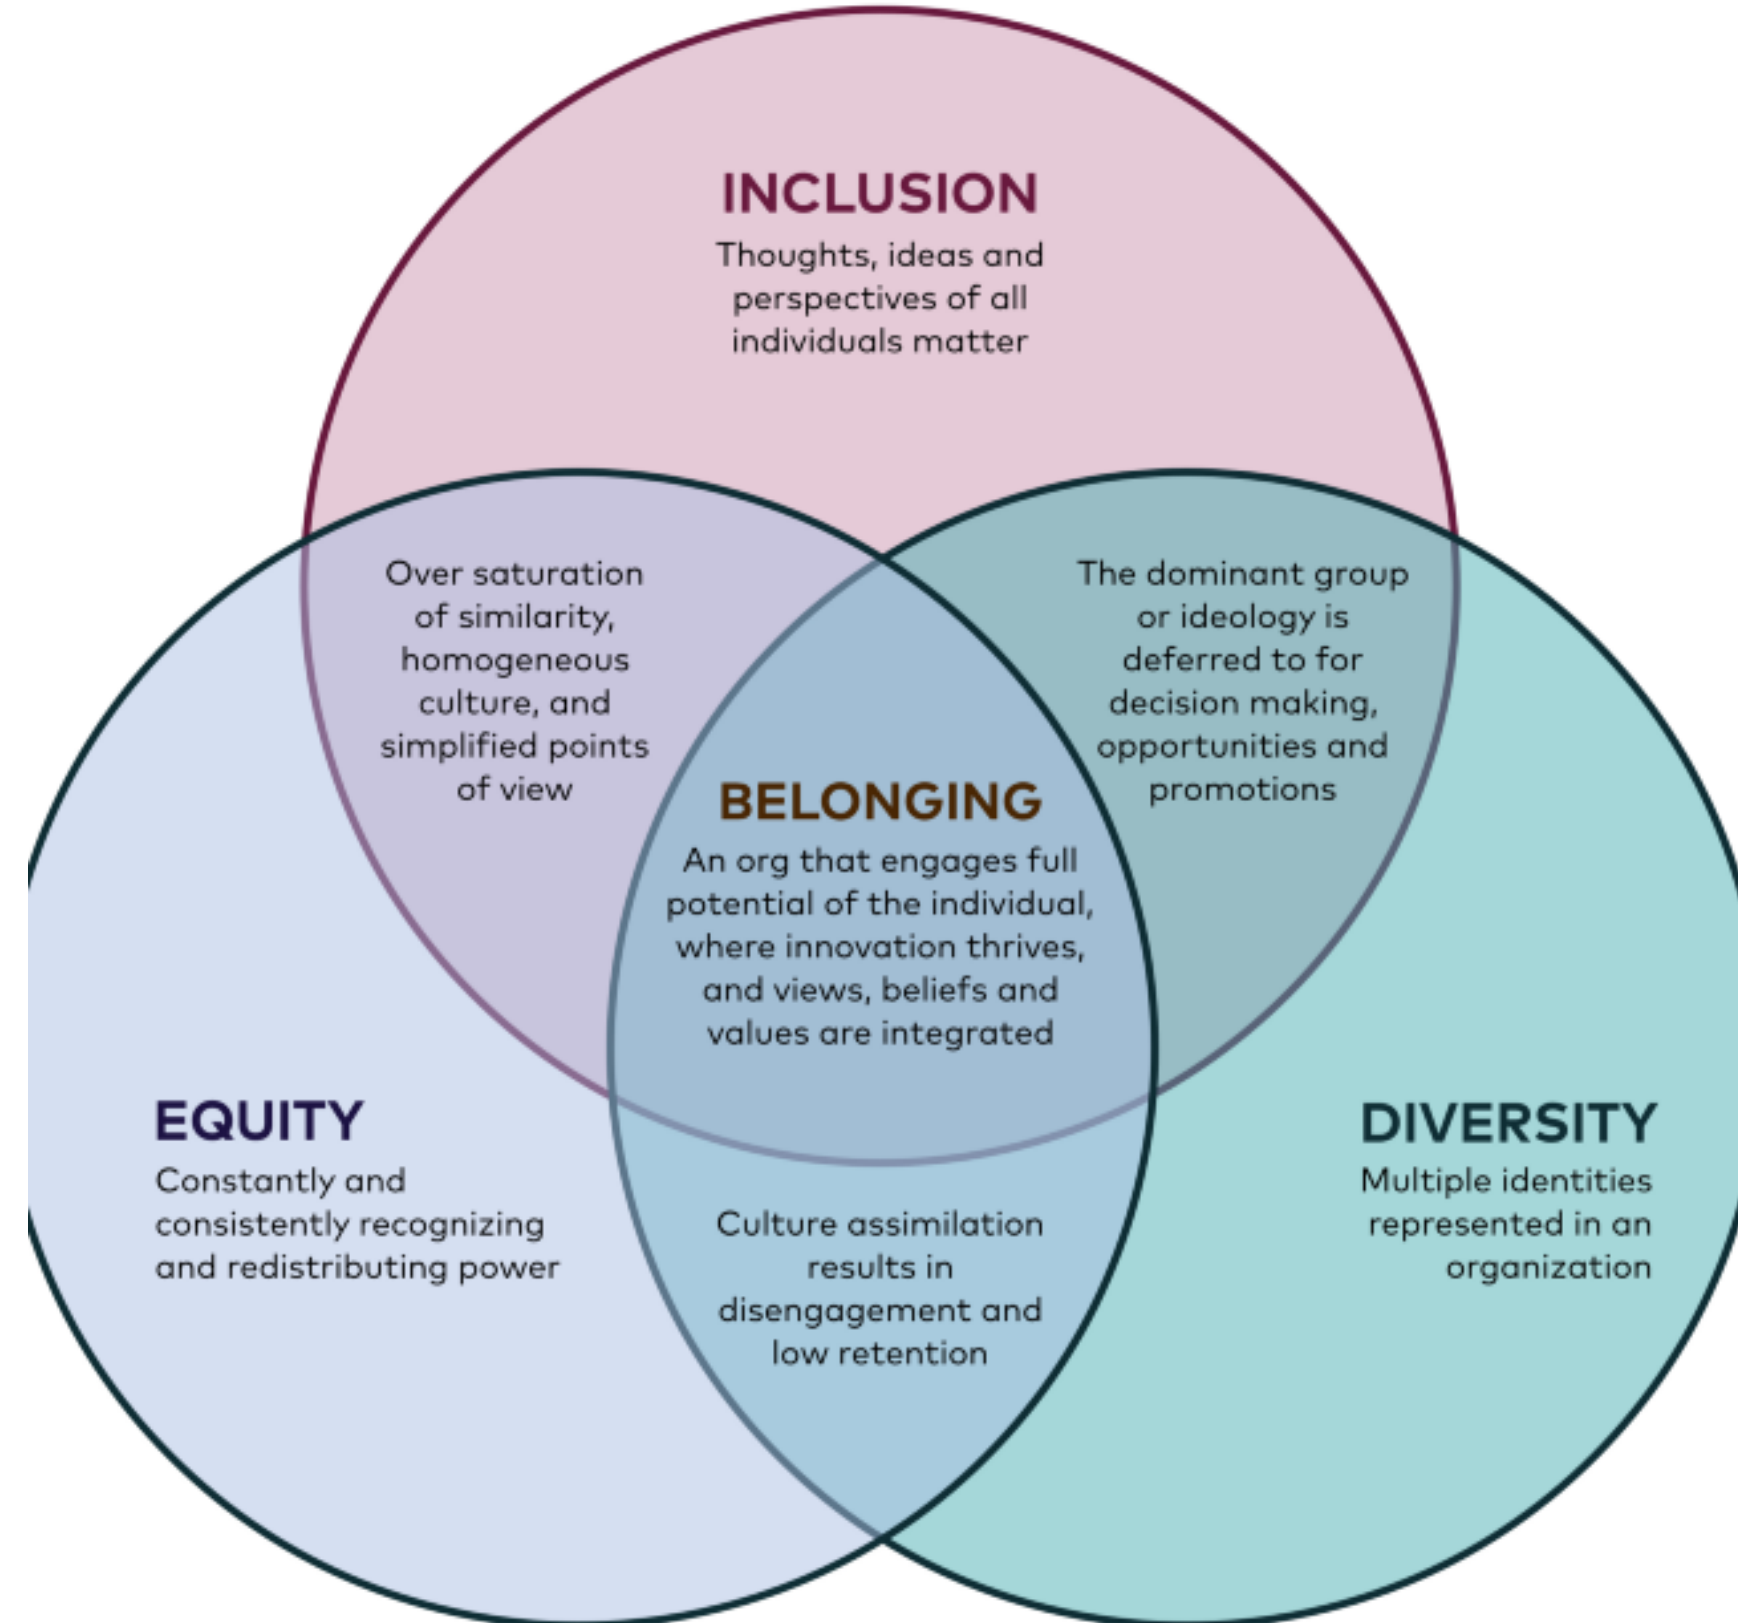 INCLUSION
Thoughts, ideas and
perspectives of all
individuals matter
Over saturation
of similarity,
homogeneous
culture, and
simplified points
of view
The dominant group
or ideology is
deferred to for
decision making,
opportunities and
promotions
BELONGING
An org that engages full
potential of the individual,
where innovation thrives,
and views, beliefs and
values are integrated
EQUITY
Constantly and
consistently recognizing
and redistributing power
DIVERSITY
Multiple identities
represented in an
organization
Culture assimilation
results in
disengagement and
low retention